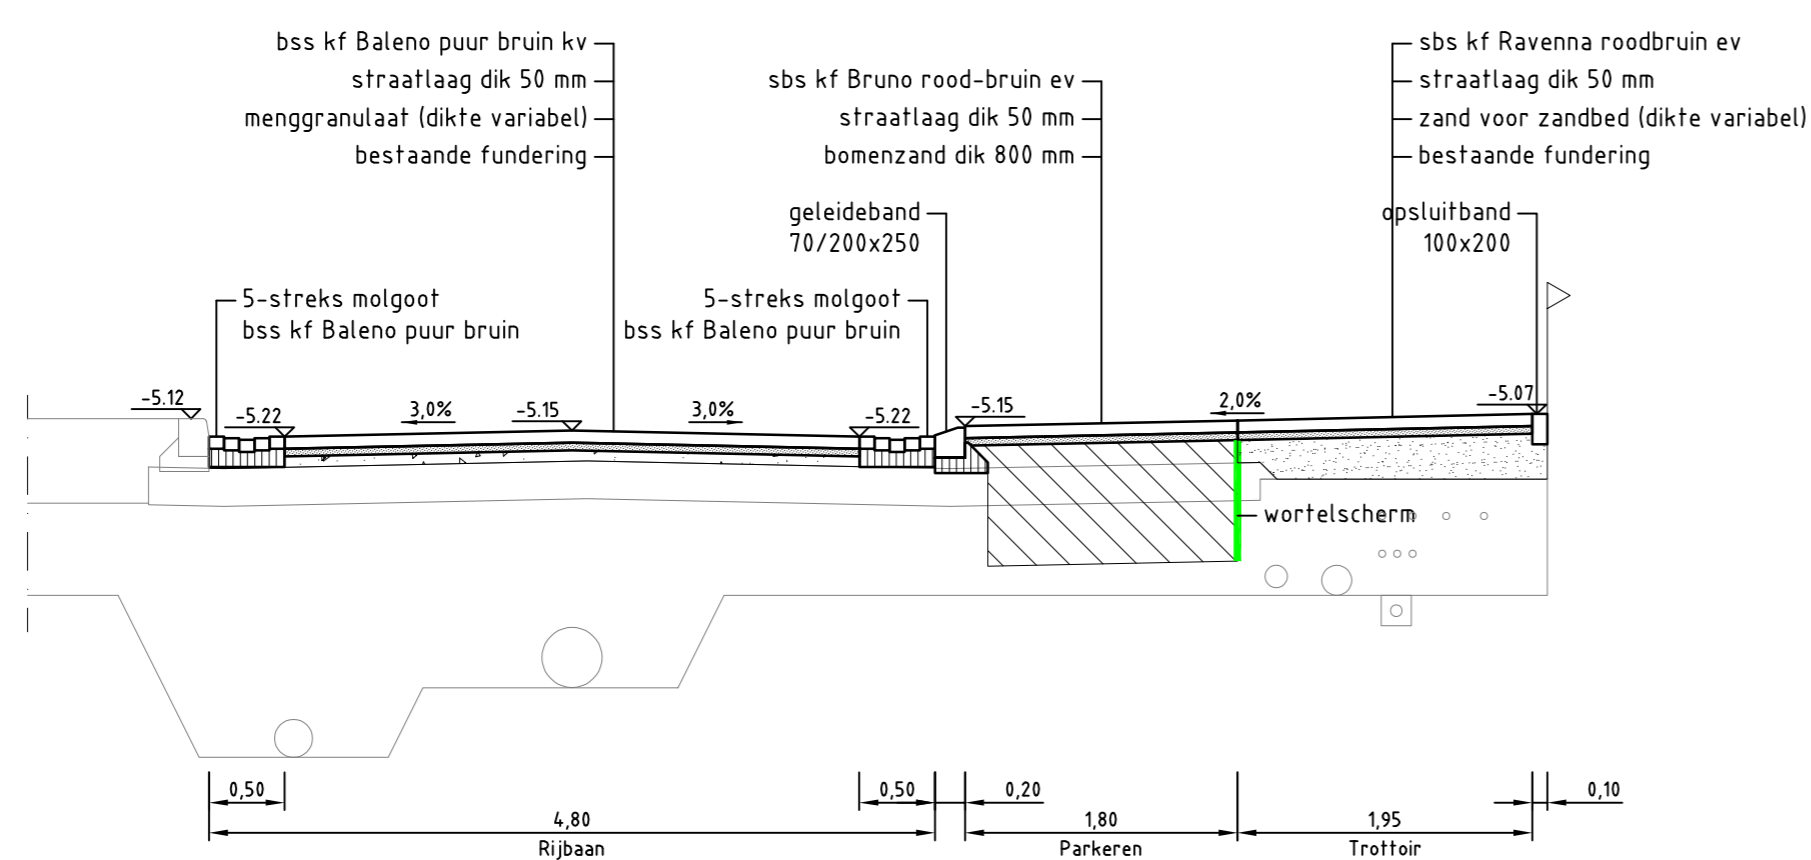 bss kf Baleno puur bruin kv
straatlaag dik 50 mm
menggranulaat (dikte variabel)
bestaande fundering
sbs kf Bruno rood-bruin ev
straatlaag dik 50 mm
bomenzand dik 800 mm
sbs kf Ravenna roodbruin ev
straatlaag dik 50 mm
zand voor zandbed (dikte variabel)
bestaande fundering
geleideband
70/200x250
opsluitband
100x200
5-streks molgoot
bss kf Baleno puur bruin
5-streks molgoot
bss kf Baleno puur bruin
-5.12
-5.22
3,0%
-5.15
3,0%
-5.22
-5.15
2,0%
-5.07
wortelscherm
0,50
0,50
0,20
0,10
4,80
1,80
1,95
Rijbaan
Parkeren
Trottoir